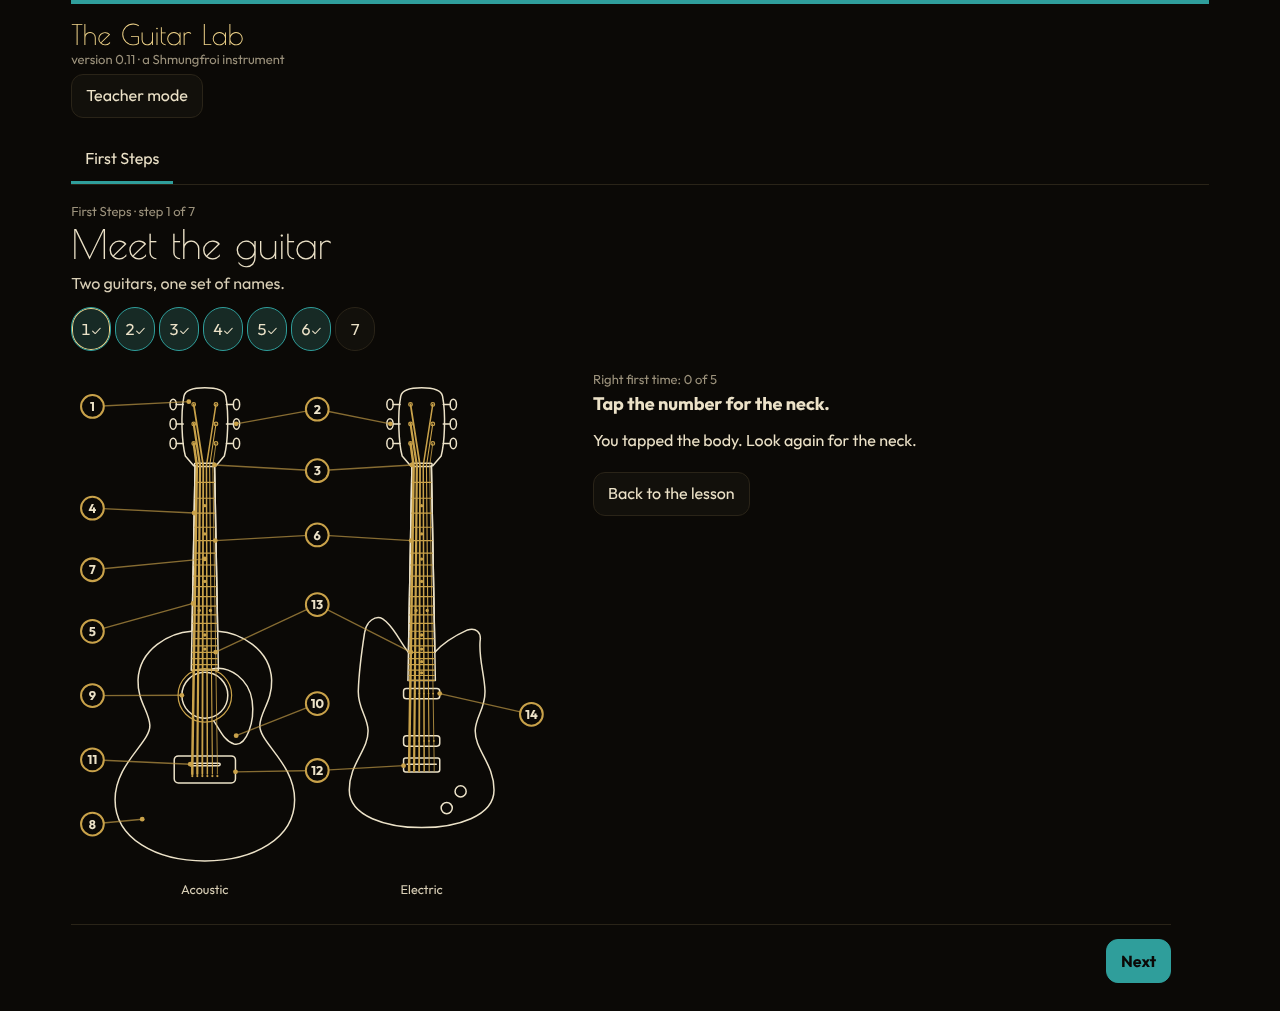 The Guitar Lab
version 0.11 · a Shmungfroi instrument
Teacher mode
First Steps
First Steps · step 1 of 7
Meet the guitar
Two guitars, one set of names.
1✓ 2✓ 3✓ 4✓ 5✓ 6✓ 7
Right first time: 0 of 5
Tap the number for the neck.
You tapped the body. Look again for the neck.
Back to the lesson
1
2
3
4
6
7
13
5
9
10
14
11
12
8
Acoustic
Electric
Next